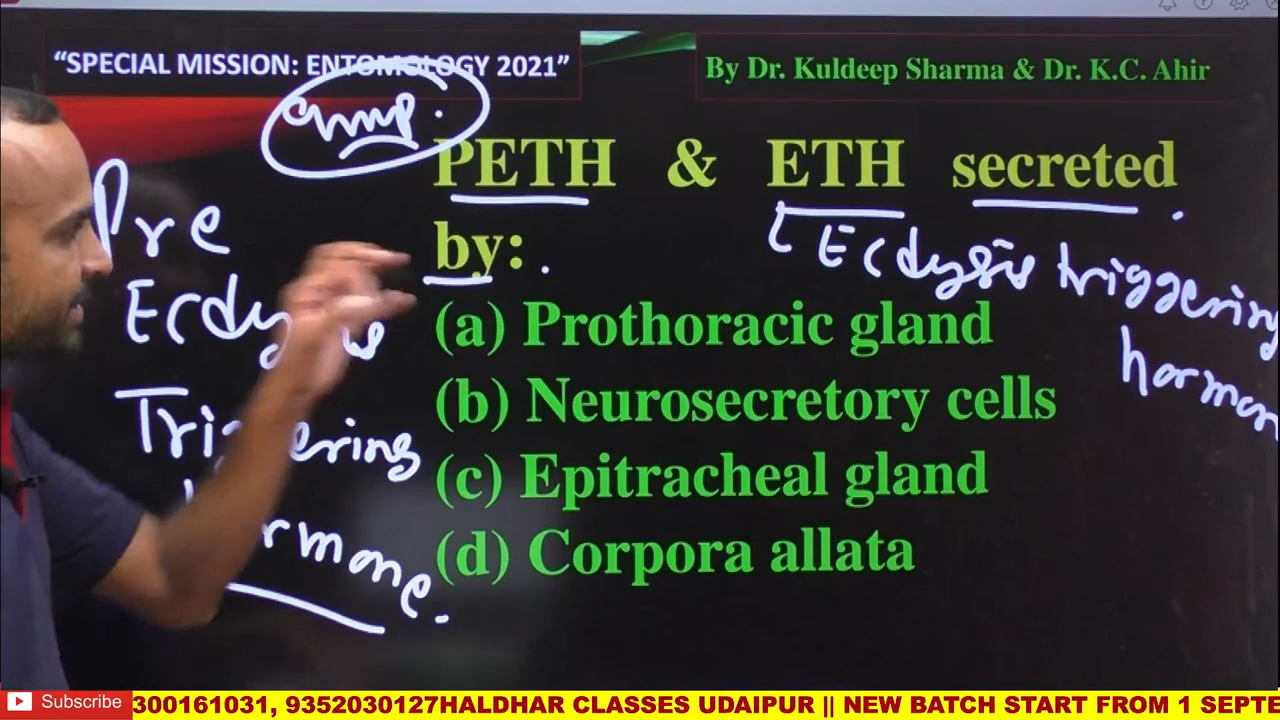 “SPECIAL MISSION: ENTOMOLOGY 2021”
By Dr. Kuldeep Sharma & Dr. K.C. Ahir
PETH & ETH secreted
by:
(a) Prothoracic gland
(b) Neurosecretory cells
(c) Epitracheal gland
(d) Corpora allata
Pre
Ecdysis
Triggering
hormone.
Ecdysis triggering
hormon
Subscribe
300161031, 9352030127HALDHAR CLASSES UDAIPUR || NEW BATCH START FROM 1 SEPTE